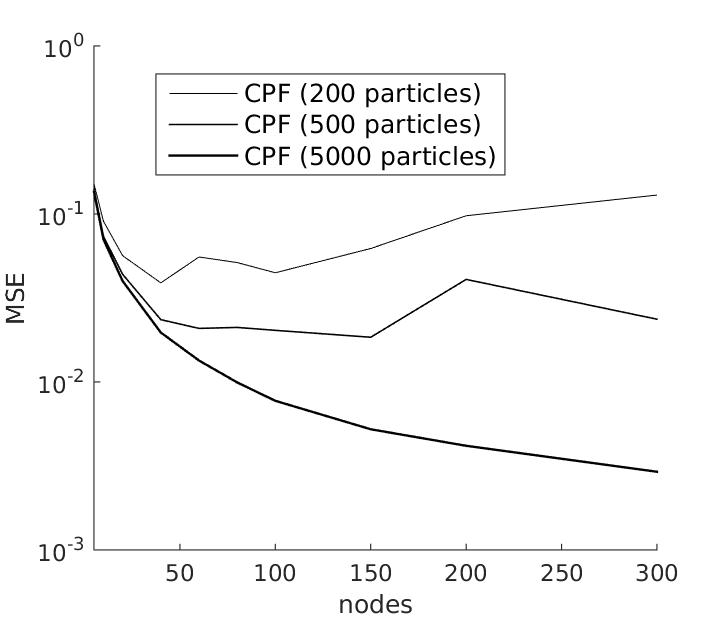 10^0
CPF (200 particles)
CPF (500 particles)
CPF (5000 particles)
10^-1
MSE
10^-2
10^-3
50 100 150 200 250 300
nodes